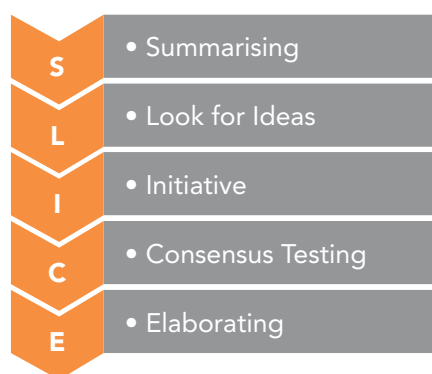 S • Summarising
L • Look for Ideas
I • Initiative
C • Consensus Testing
E • Elaborating